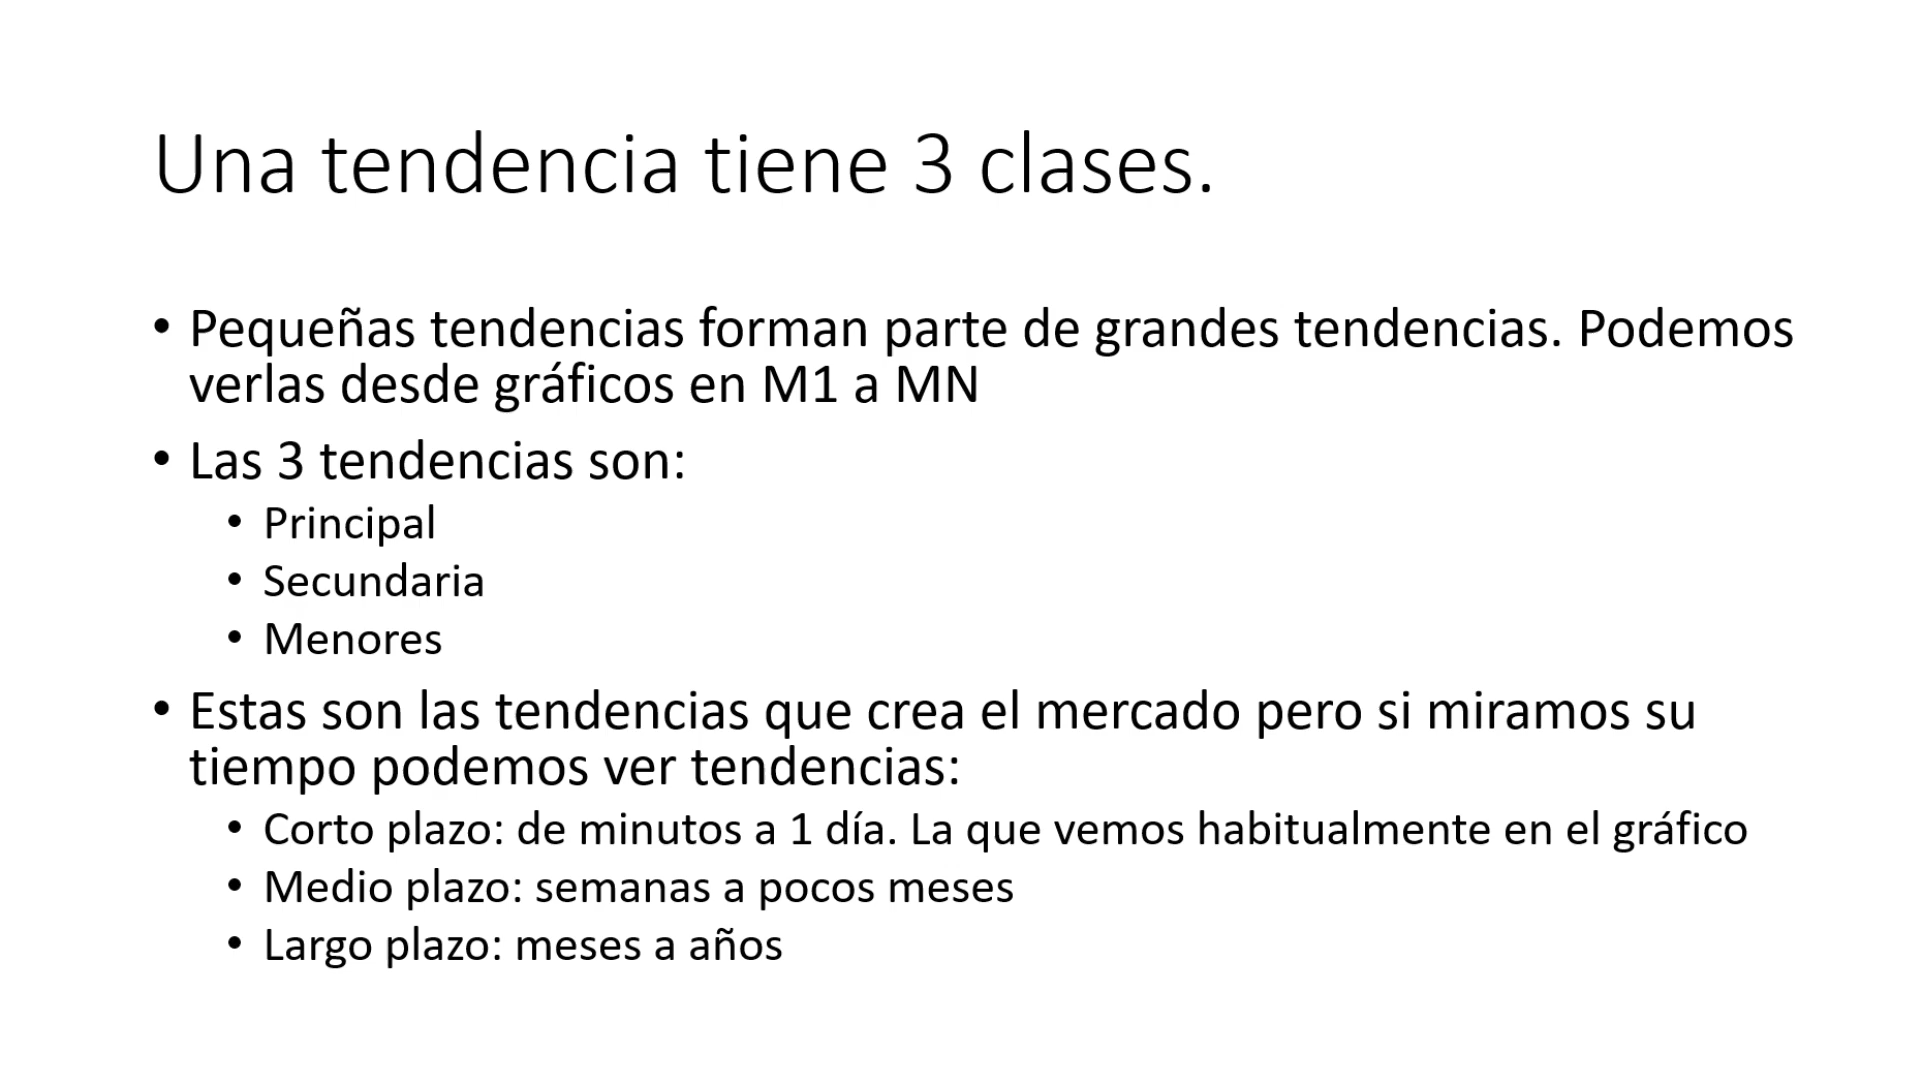 Una tendencia tiene 3 clases.
• Pequeñas tendencias forman parte de grandes tendencias. Podemos
verlas desde gráficos en M1 a MN
• Las 3 tendencias son:
• Principal
• Secundaria
• Menores
• Estas son las tendencias que crea el mercado pero si miramos su
tiempo podemos ver tendencias:
• Corto plazo: de minutos a 1 día. La que vemos habitualmente en el gráfico
• Medio plazo: semanas a pocos meses
• Largo plazo: meses a años